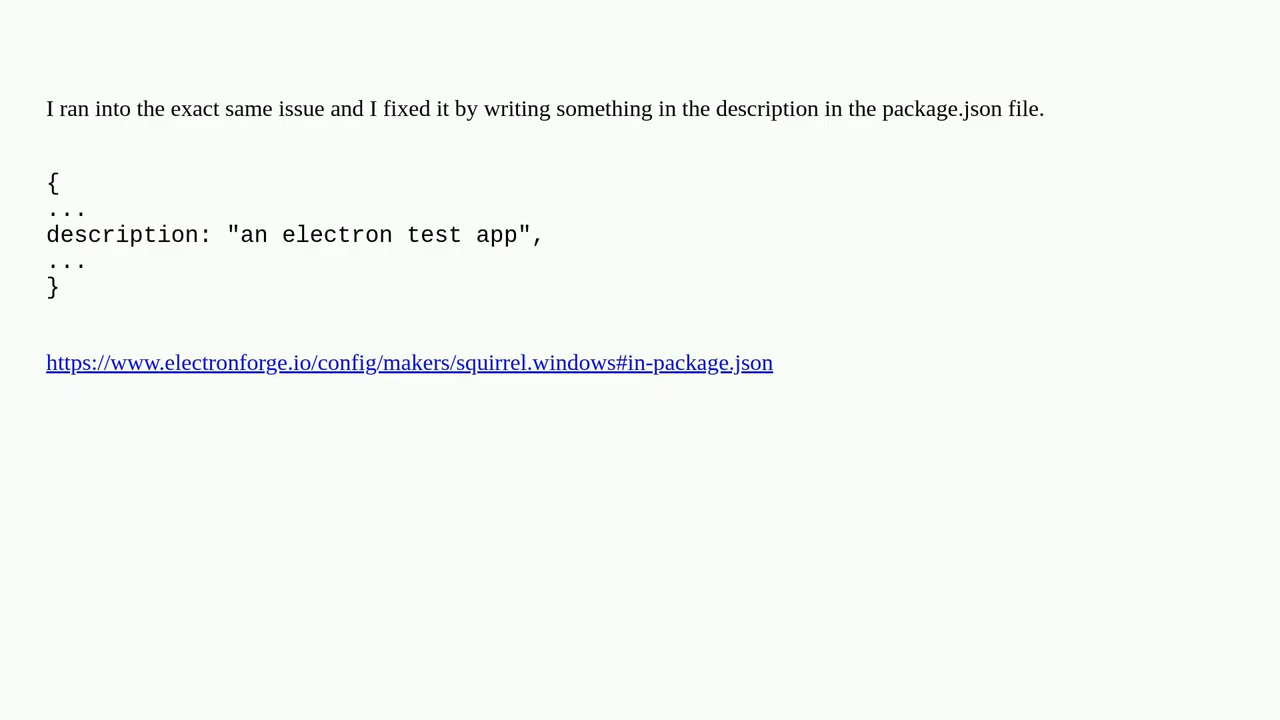 I ran into the exact same issue and I fixed it by writing something in the description in the package.json file.
{
...
description: "an electron test app",
...
}
https://www.electronforge.io/config/makers/squirrel.windows#in-package.json